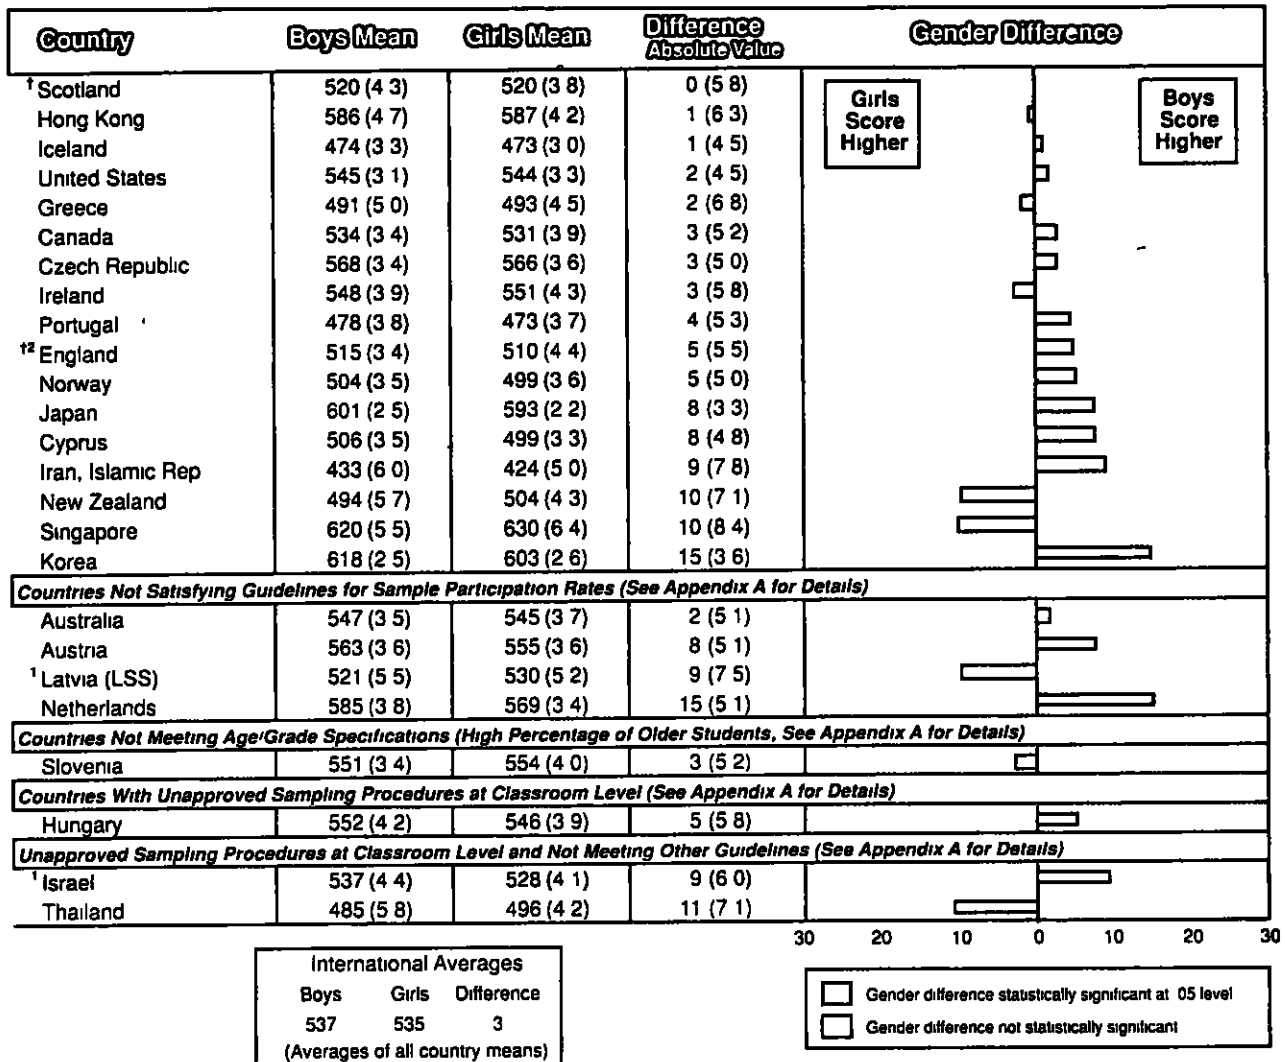 Country Boys Mean Girls Mean Difference Absolute Value Gender Difference
† Scotland 520 (4 3) 520 (3 8) 0 (5 8)
Girls Score Higher
Boys Score Higher
Hong Kong 586 (4 7) 587 (4 2) 1 (6 3)
Iceland 474 (3 3) 473 (3 0) 1 (4 5)
United States 545 (3 1) 544 (3 3) 2 (4 5)
Greece 491 (5 0) 493 (4 5) 2 (6 8)
Canada 534 (3 4) 531 (3 9) 3 (5 2)
Czech Republic 568 (3 4) 566 (3 6) 3 (5 0)
Ireland 548 (3 9) 551 (4 3) 3 (5 8)
Portugal 478 (3 8) 473 (3 7) 4 (5 3)
†2 England 515 (3 4) 510 (4 4) 5 (5 5)
Norway 504 (3 5) 499 (3 6) 5 (5 0)
Japan 601 (2 5) 593 (2 2) 8 (3 3)
Cyprus 506 (3 5) 499 (3 3) 8 (4 8)
Iran, Islamic Rep 433 (6 0) 424 (5 0) 9 (7 8)
New Zealand 494 (5 7) 504 (4 3) 10 (7 1)
Singapore 620 (5 5) 630 (6 4) 10 (8 4)
Korea 618 (2 5) 603 (2 6) 15 (3 6)
Countries Not Satisfying Guidelines for Sample Participation Rates (See Appendix A for Details)
Australia 547 (3 5) 545 (3 7) 2 (5 1)
Austria 563 (3 6) 555 (3 6) 8 (5 1)
1 Latvia (LSS) 521 (5 5) 530 (5 2) 9 (7 5)
Netherlands 585 (3 8) 569 (3 4) 15 (5 1)
Countries Not Meeting Age/Grade Specifications (High Percentage of Older Students, See Appendix A for Details)
Slovenia 551 (3 4) 554 (4 0) 3 (5 2)
Countries With Unapproved Sampling Procedures at Classroom Level (See Appendix A for Details)
Hungary 552 (4 2) 546 (3 9) 5 (5 8)
Unapproved Sampling Procedures at Classroom Level and Not Meeting Other Guidelines (See Appendix A for Details)
1 Israel 537 (4 4) 528 (4 1) 9 (6 0)
Thailand 485 (5 8) 496 (4 2) 11 (7 1)
30 20 10 0 10 20 30
International Averages
Boys Girls Difference
537 535 3
(Averages of all country means)
Gender difference statistically significant at 05 level
Gender difference not statistically significant